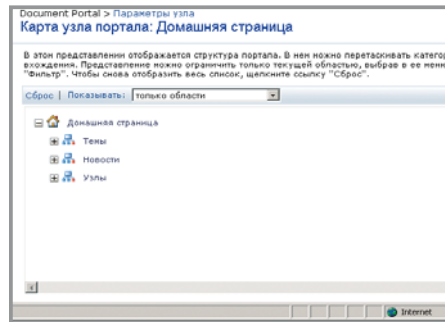 Document Portal > Параметры узла
Карта узла портала: Домашняя страница
В этом представлении отображается структура портала. В нем можно перетаскивать катего
вхождения. Представление можно ограничить только текущей областью, выбрав в ее мен
"Фильтр". Чтобы снова отобразить весь список, щелкните ссылку "Сброс".
Сброс | Показывать: только области
Домашняя страница
Темы
Новости
Узлы
Internet